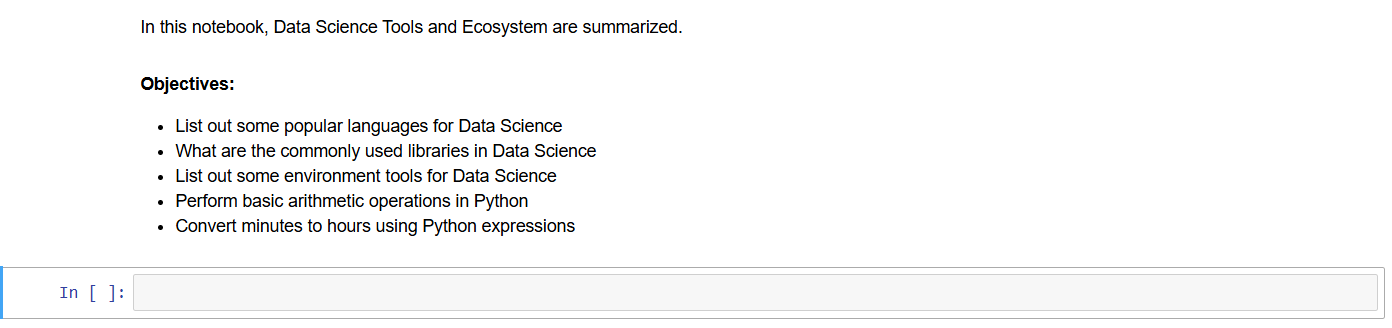 In this notebook, Data Science Tools and Ecosystem are summarized.
Objectives:
• List out some popular languages for Data Science
• What are the commonly used libraries in Data Science
• List out some environment tools for Data Science
• Perform basic arithmetic operations in Python
• Convert minutes to hours using Python expressions
In [ ]: